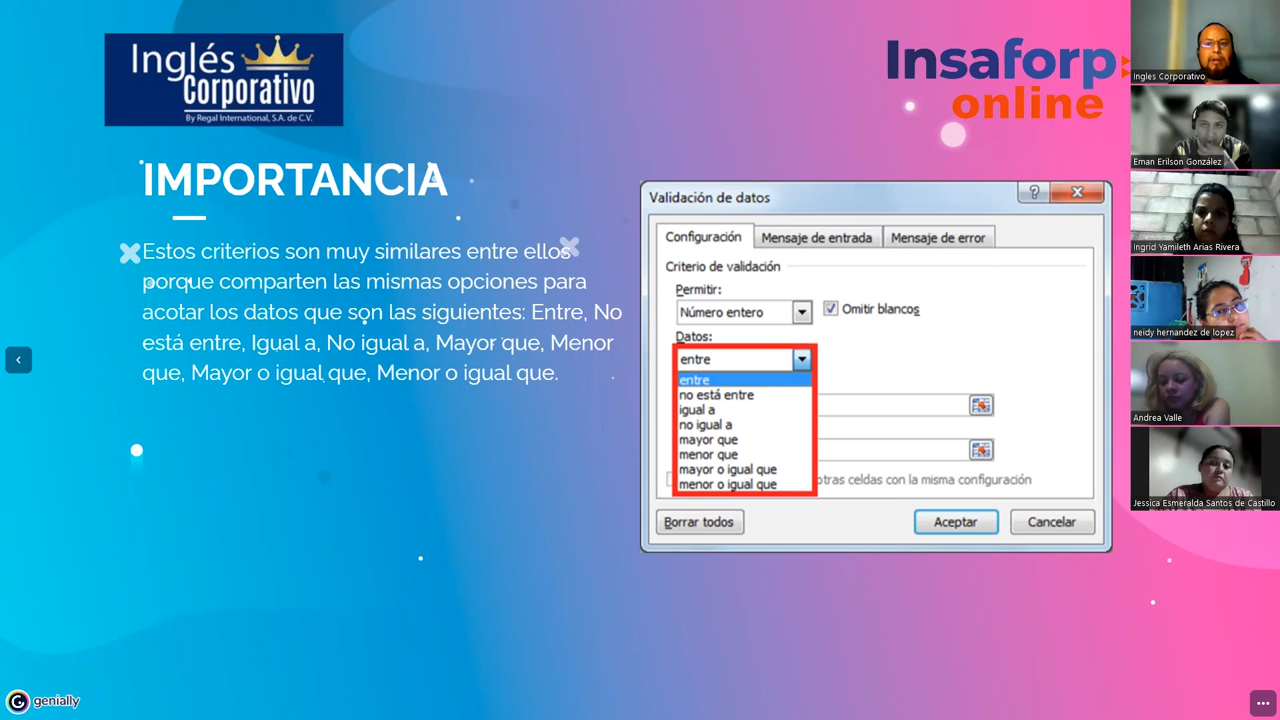 Inglés
Corporativo
By Regal International, S.A. de C.V.
Insaforp
online
IMPORTANCIA
Estos criterios son muy similares entre ellos
porque comparten las mismas opciones para
acotar los datos que son las siguientes: Entre, No
está entre, Igual a, No igual a, Mayor que, Menor
que, Mayor o igual que, Menor o igual que.
Validación de datos
?
Configuración
Mensaje de entrada
Mensaje de error
Criterio de validación
Permitir:
Número entero
Omitir blancos
Datos:
entre
entre
no está entre
igual a
no igual a
mayor que
menor que
mayor o igual que
menor o igual que
otras celdas con la misma configuración
Borrar todos
Aceptar
Cancelar
Ingles Corporativo
Eman Erilson González
Ingrid Yamileth Arias Rivera
neidy hernandez de lopez
Andrea Valle
Jessica Esmeralda Santos de Castillo
genially